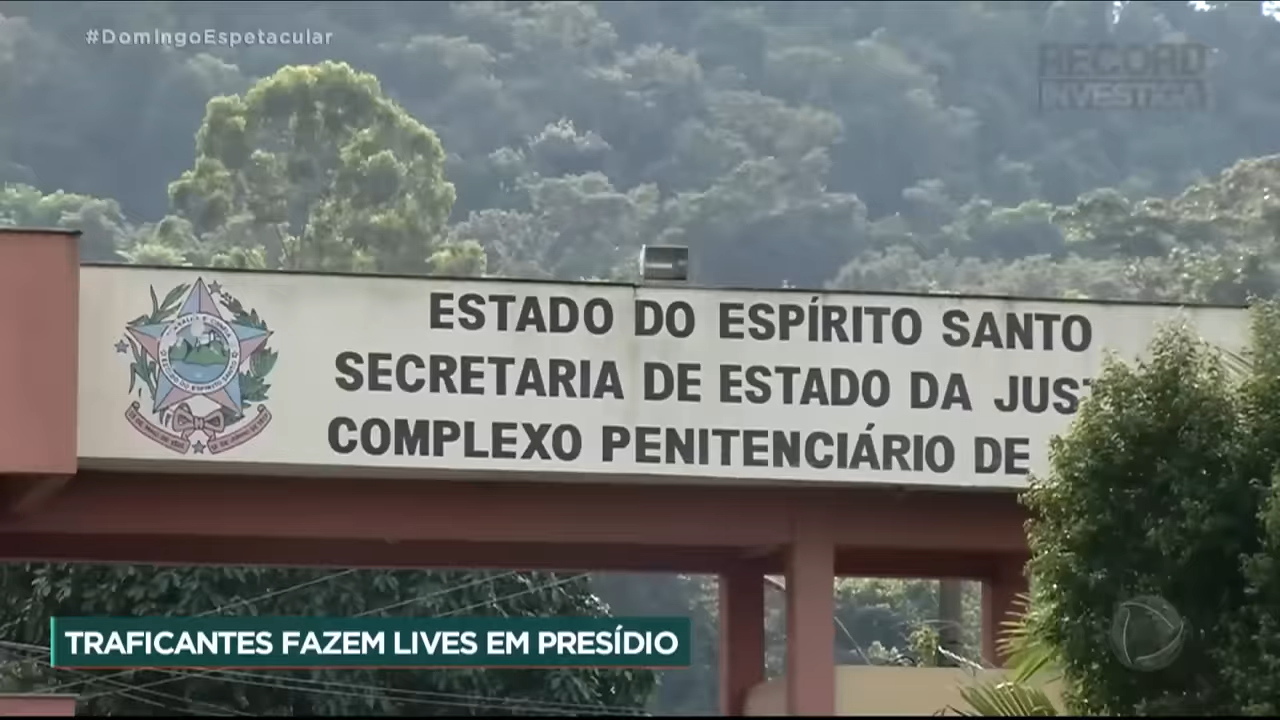 #DomingoEspetacular
RECORD
INVESTIGA
ESTADO DO ESPÍRITO SANTO
SECRETARIA DE ESTADO DA JUST
COMPLEXO PENITENCIÁRIO DE
TRAFICANTES FAZEM LIVES EM PRESÍDIO